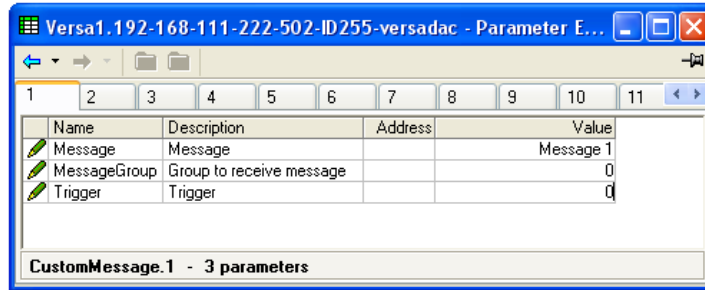 Versa1.192-168-111-222-502-ID255-versadac - Parameter E...
1 2 3 4 5 6 7 8 9 10 11
Name Description Address Value
Message Message Message 1
MessageGroup Group to receive message 0
Trigger Trigger 0
CustomMessage.1 - 3 parameters